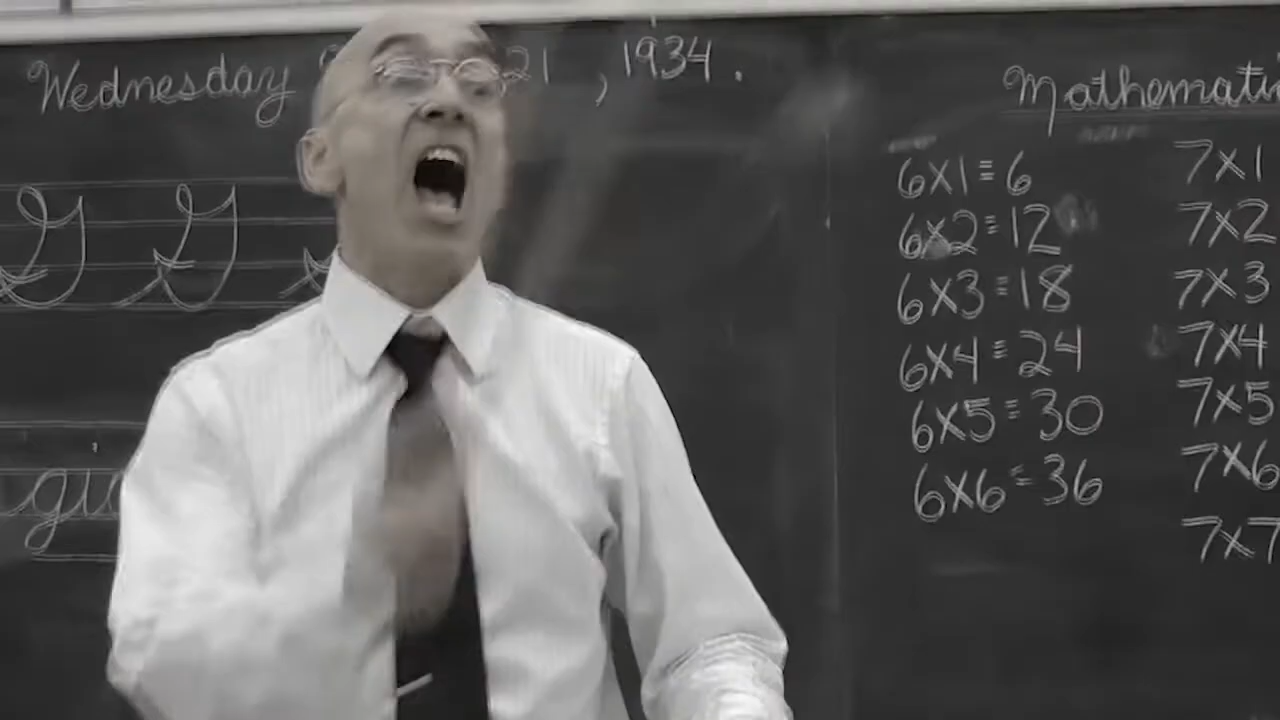 Wednesday 21 , 1934 .
G G
gio
Mathemati
6x1=6
6x2=12
6x3=18
6x4=24
6x5=30
6x6=36
7x1
7x2
7x3
7x4
7x5
7x6
7x7